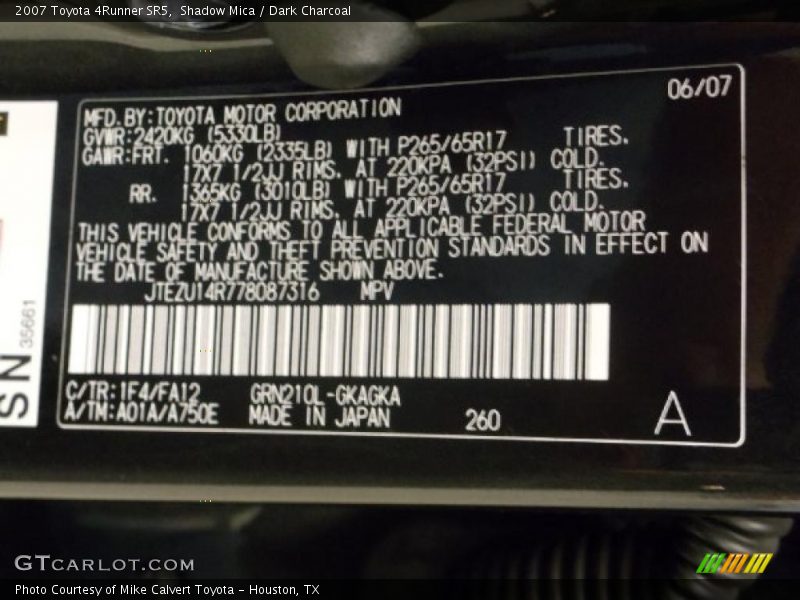 2007 Toyota 4Runner SR5,  Shadow Mica / Dark Charcoal
06/07
MFD.BY:TOYOTA MOTOR CORPORATION
GVWR:2420KG (5330LB)
GAWR:FRT. 1060KG (2335LB) WITH P265/65R17 TIRES.
17X7 1/2JJ RIMS. AT 220KPA (32PSI) COLD.
RR. 1365KG (3010LB) WITH P265/65R17 TIRES.
17X7 1/2JJ RIMS. AT 220KPA (32PSI) COLD.
THIS VEHICLE CONFORMS TO ALL APPLICABLE FEDERAL MOTOR
VEHICLE SAFETY AND THEFT PREVENTION STANDARDS IN EFFECT ON
THE DATE OF MANUFACTURE SHOWN ABOVE.
JTEZU14R778087316 MPV
C/TR:1F4/FA12 GRN210L-GKAGKA
A/TM:A01A/A750E MADE IN JAPAN 260 A
SN 35661
GTCARLOT.COM
Photo Courtesy of Mike Calvert Toyota - Houston, TX